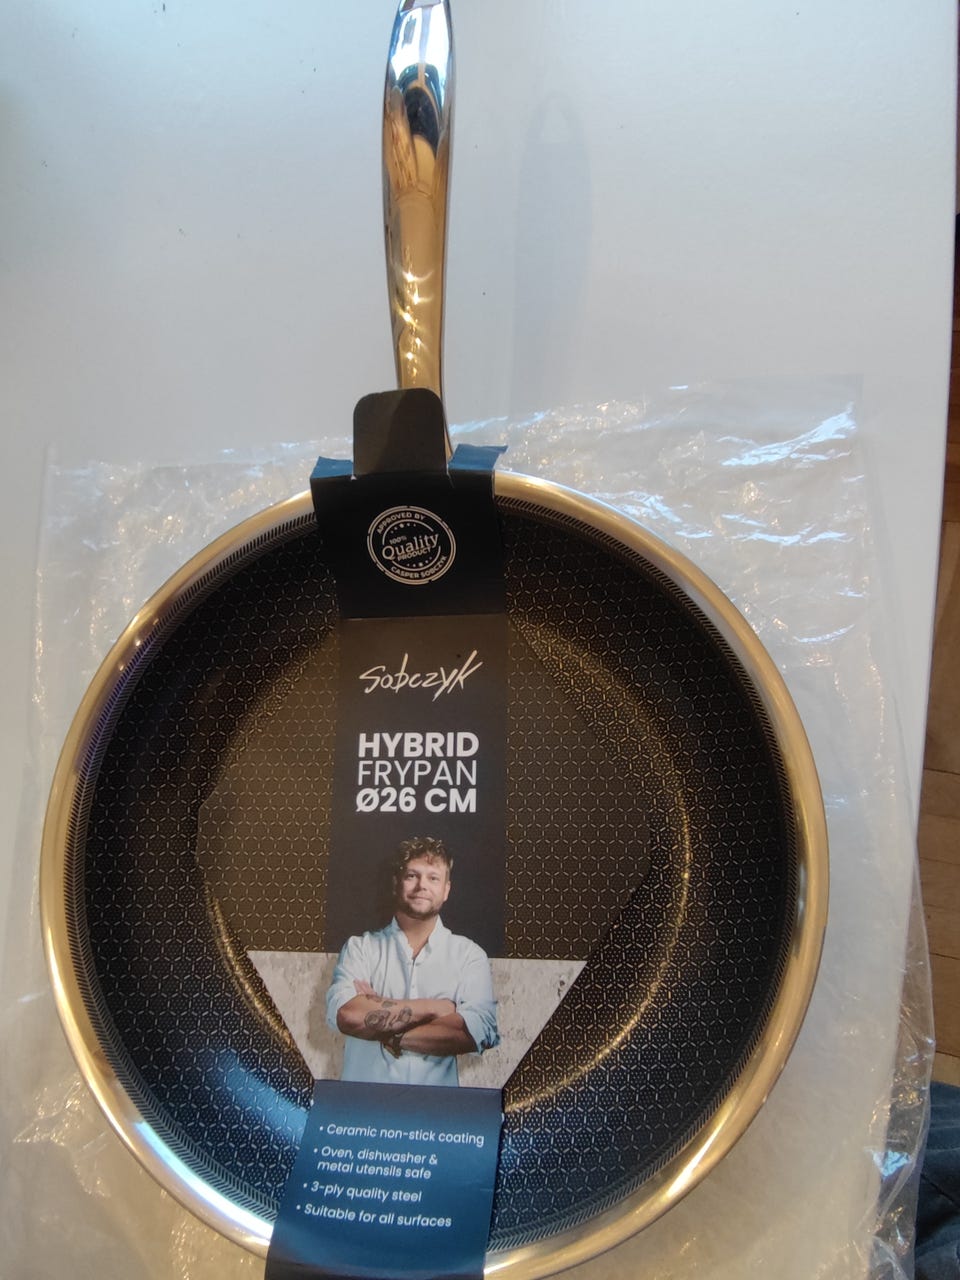 APPROVED BY
100%
Quality
PRODUCT
CASPER SOBCZYK
Sobczyk
HYBRID
FRYPAN
Ø26 CM
• Ceramic non-stick coating
• Oven, dishwasher &
metal utensils safe
• 3-ply quality steel
• Suitable for all surfaces